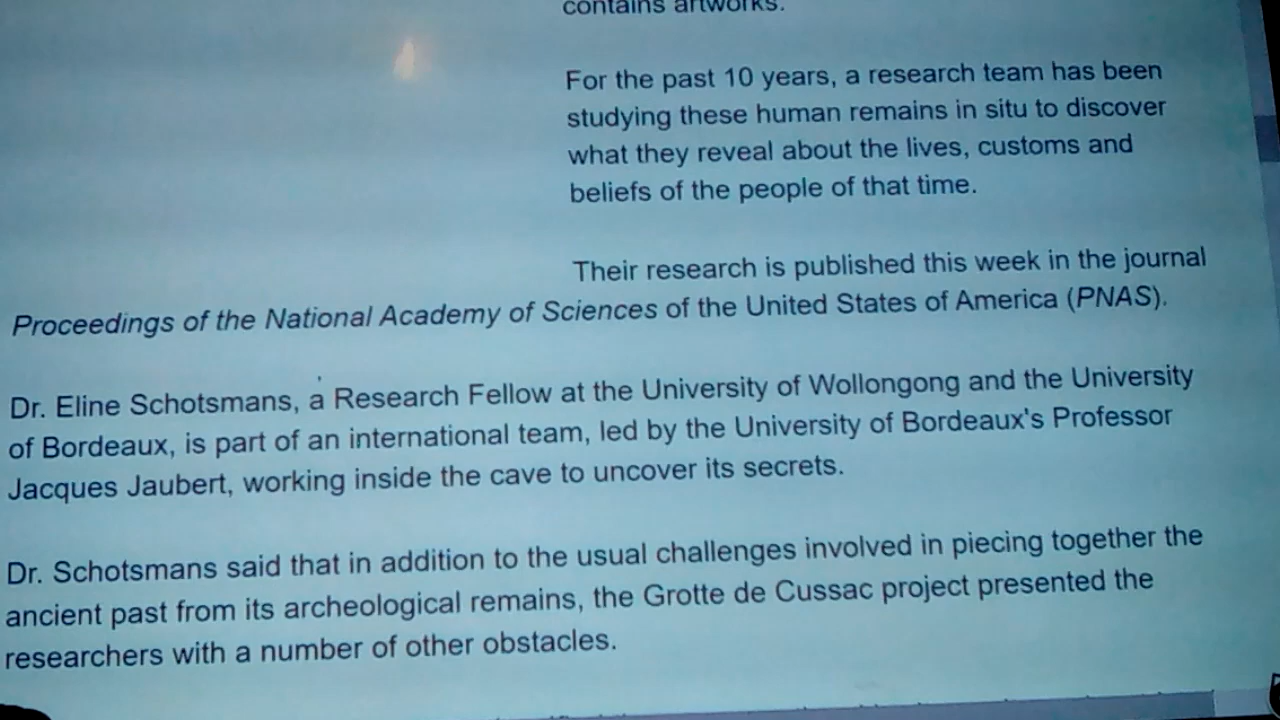 contains artworks.
For the past 10 years, a research team has been
studying these human remains in situ to discover
what they reveal about the lives, customs and
beliefs of the people of that time.
Their research is published this week in the journal
Proceedings of the National Academy of Sciences of the United States of America (PNAS).
Dr. Eline Schotsmans, a Research Fellow at the University of Wollongong and the University
of Bordeaux, is part of an international team, led by the University of Bordeaux's Professor
Jacques Jaubert, working inside the cave to uncover its secrets.
Dr. Schotsmans said that in addition to the usual challenges involved in piecing together the
ancient past from its archeological remains, the Grotte de Cussac project presented the
researchers with a number of other obstacles.